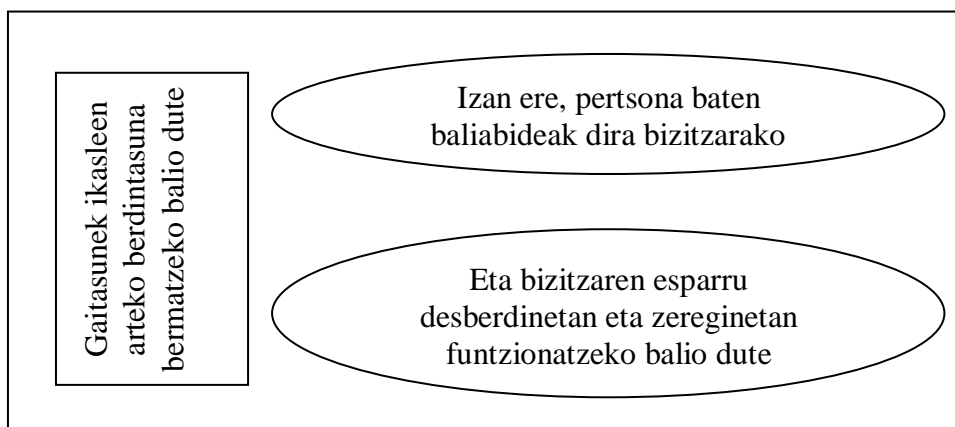 Gaitasunek ikasleen
arteko berdintasuna
bermatzeko balio dute
Izan ere, pertsona baten
baliabideak dira bizitzarako
Eta bizitzaren esparru
desberdinetan eta zereginetan
funtzionatzeko balio dute